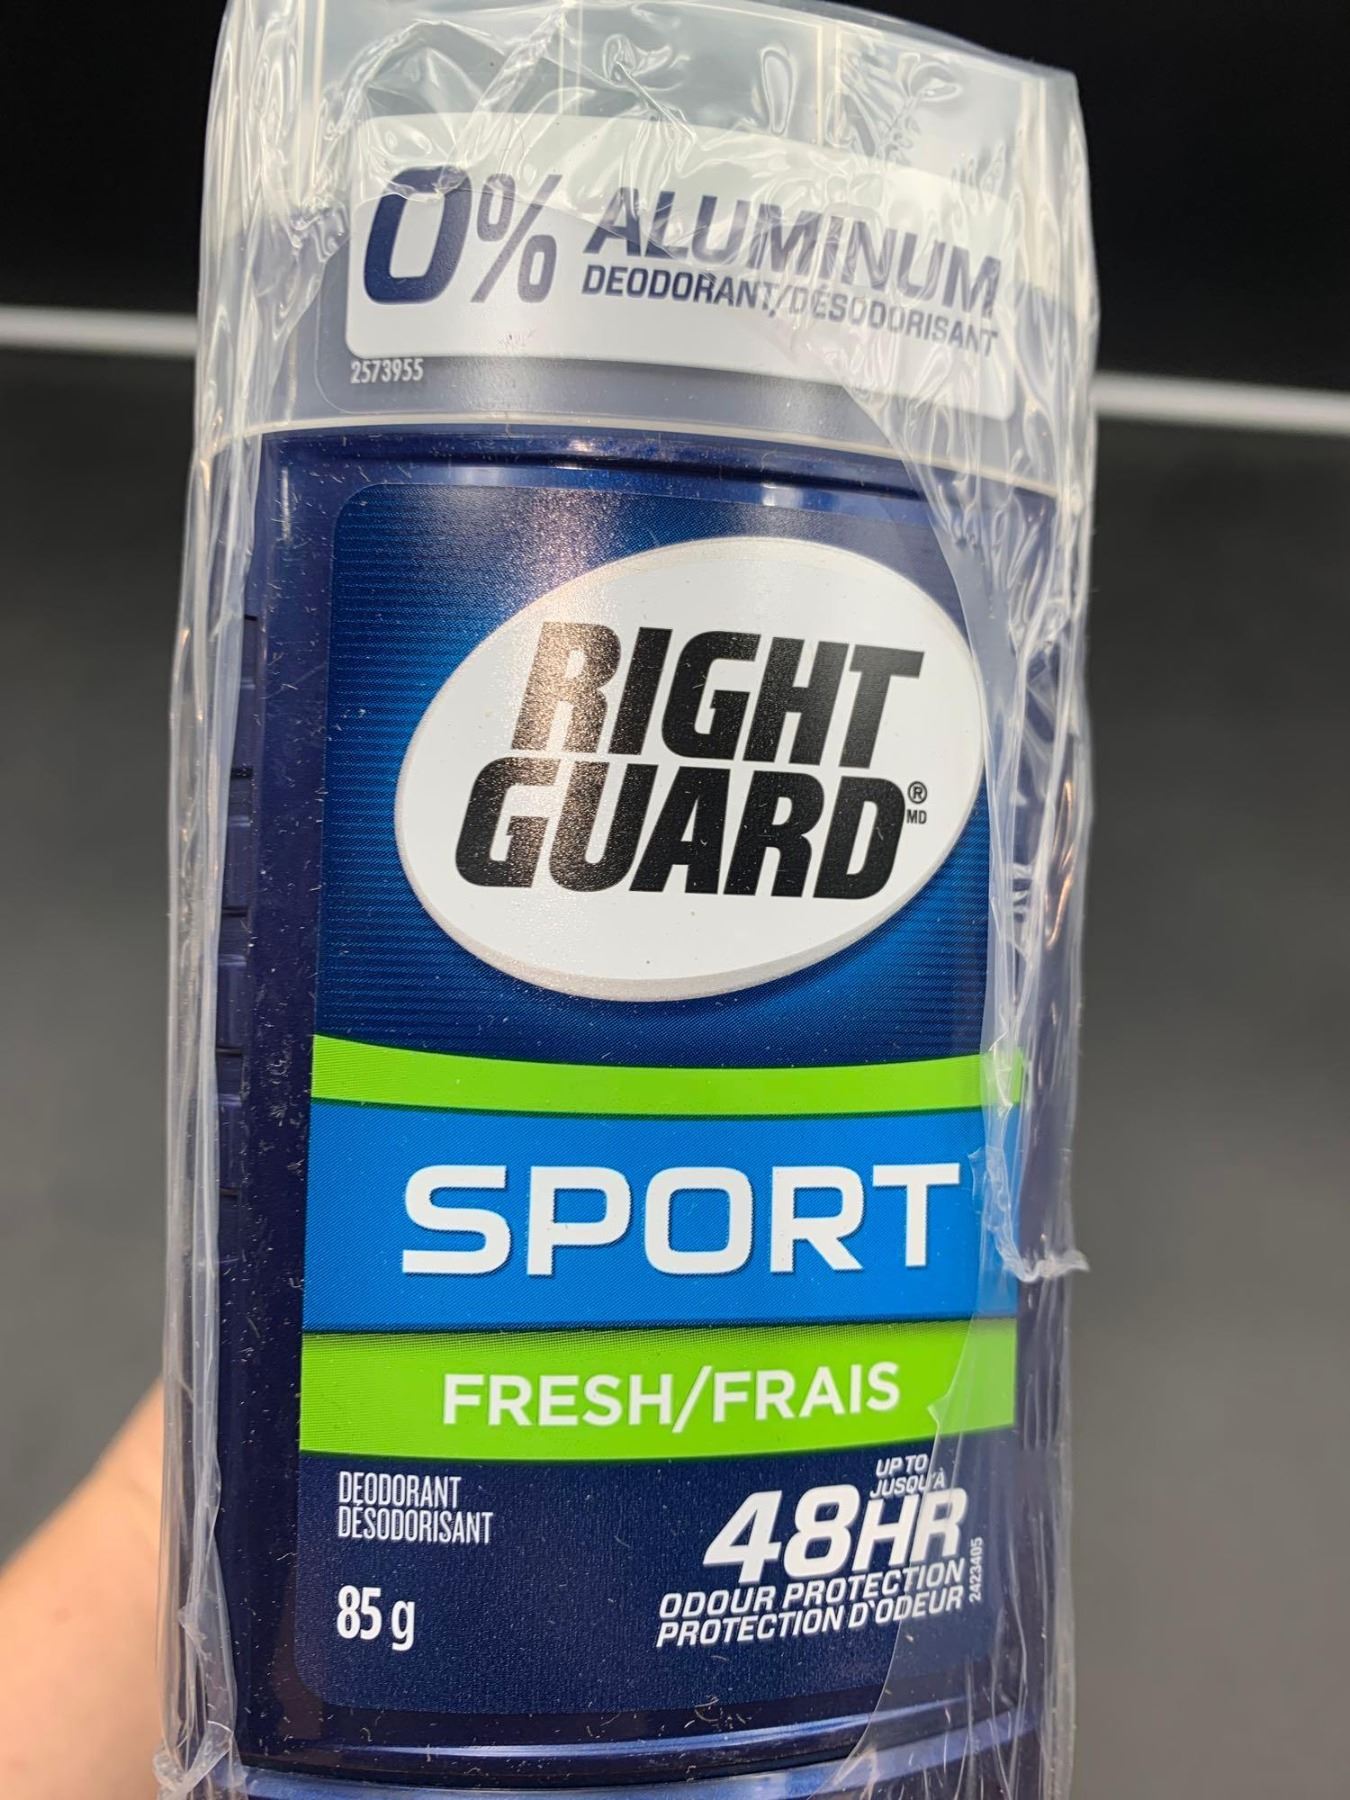 0% ALUMINUM
DEODORANT/DÉSODORISANT
2573955
RIGHT
GUARD®
MD
SPORT
FRESH/FRAIS
DEODORANT
DÉSODORISANT
85 g
UP TO
JUSQU'À
48HR
ODOUR PROTECTION
PROTECTION D'ODEUR
2423405